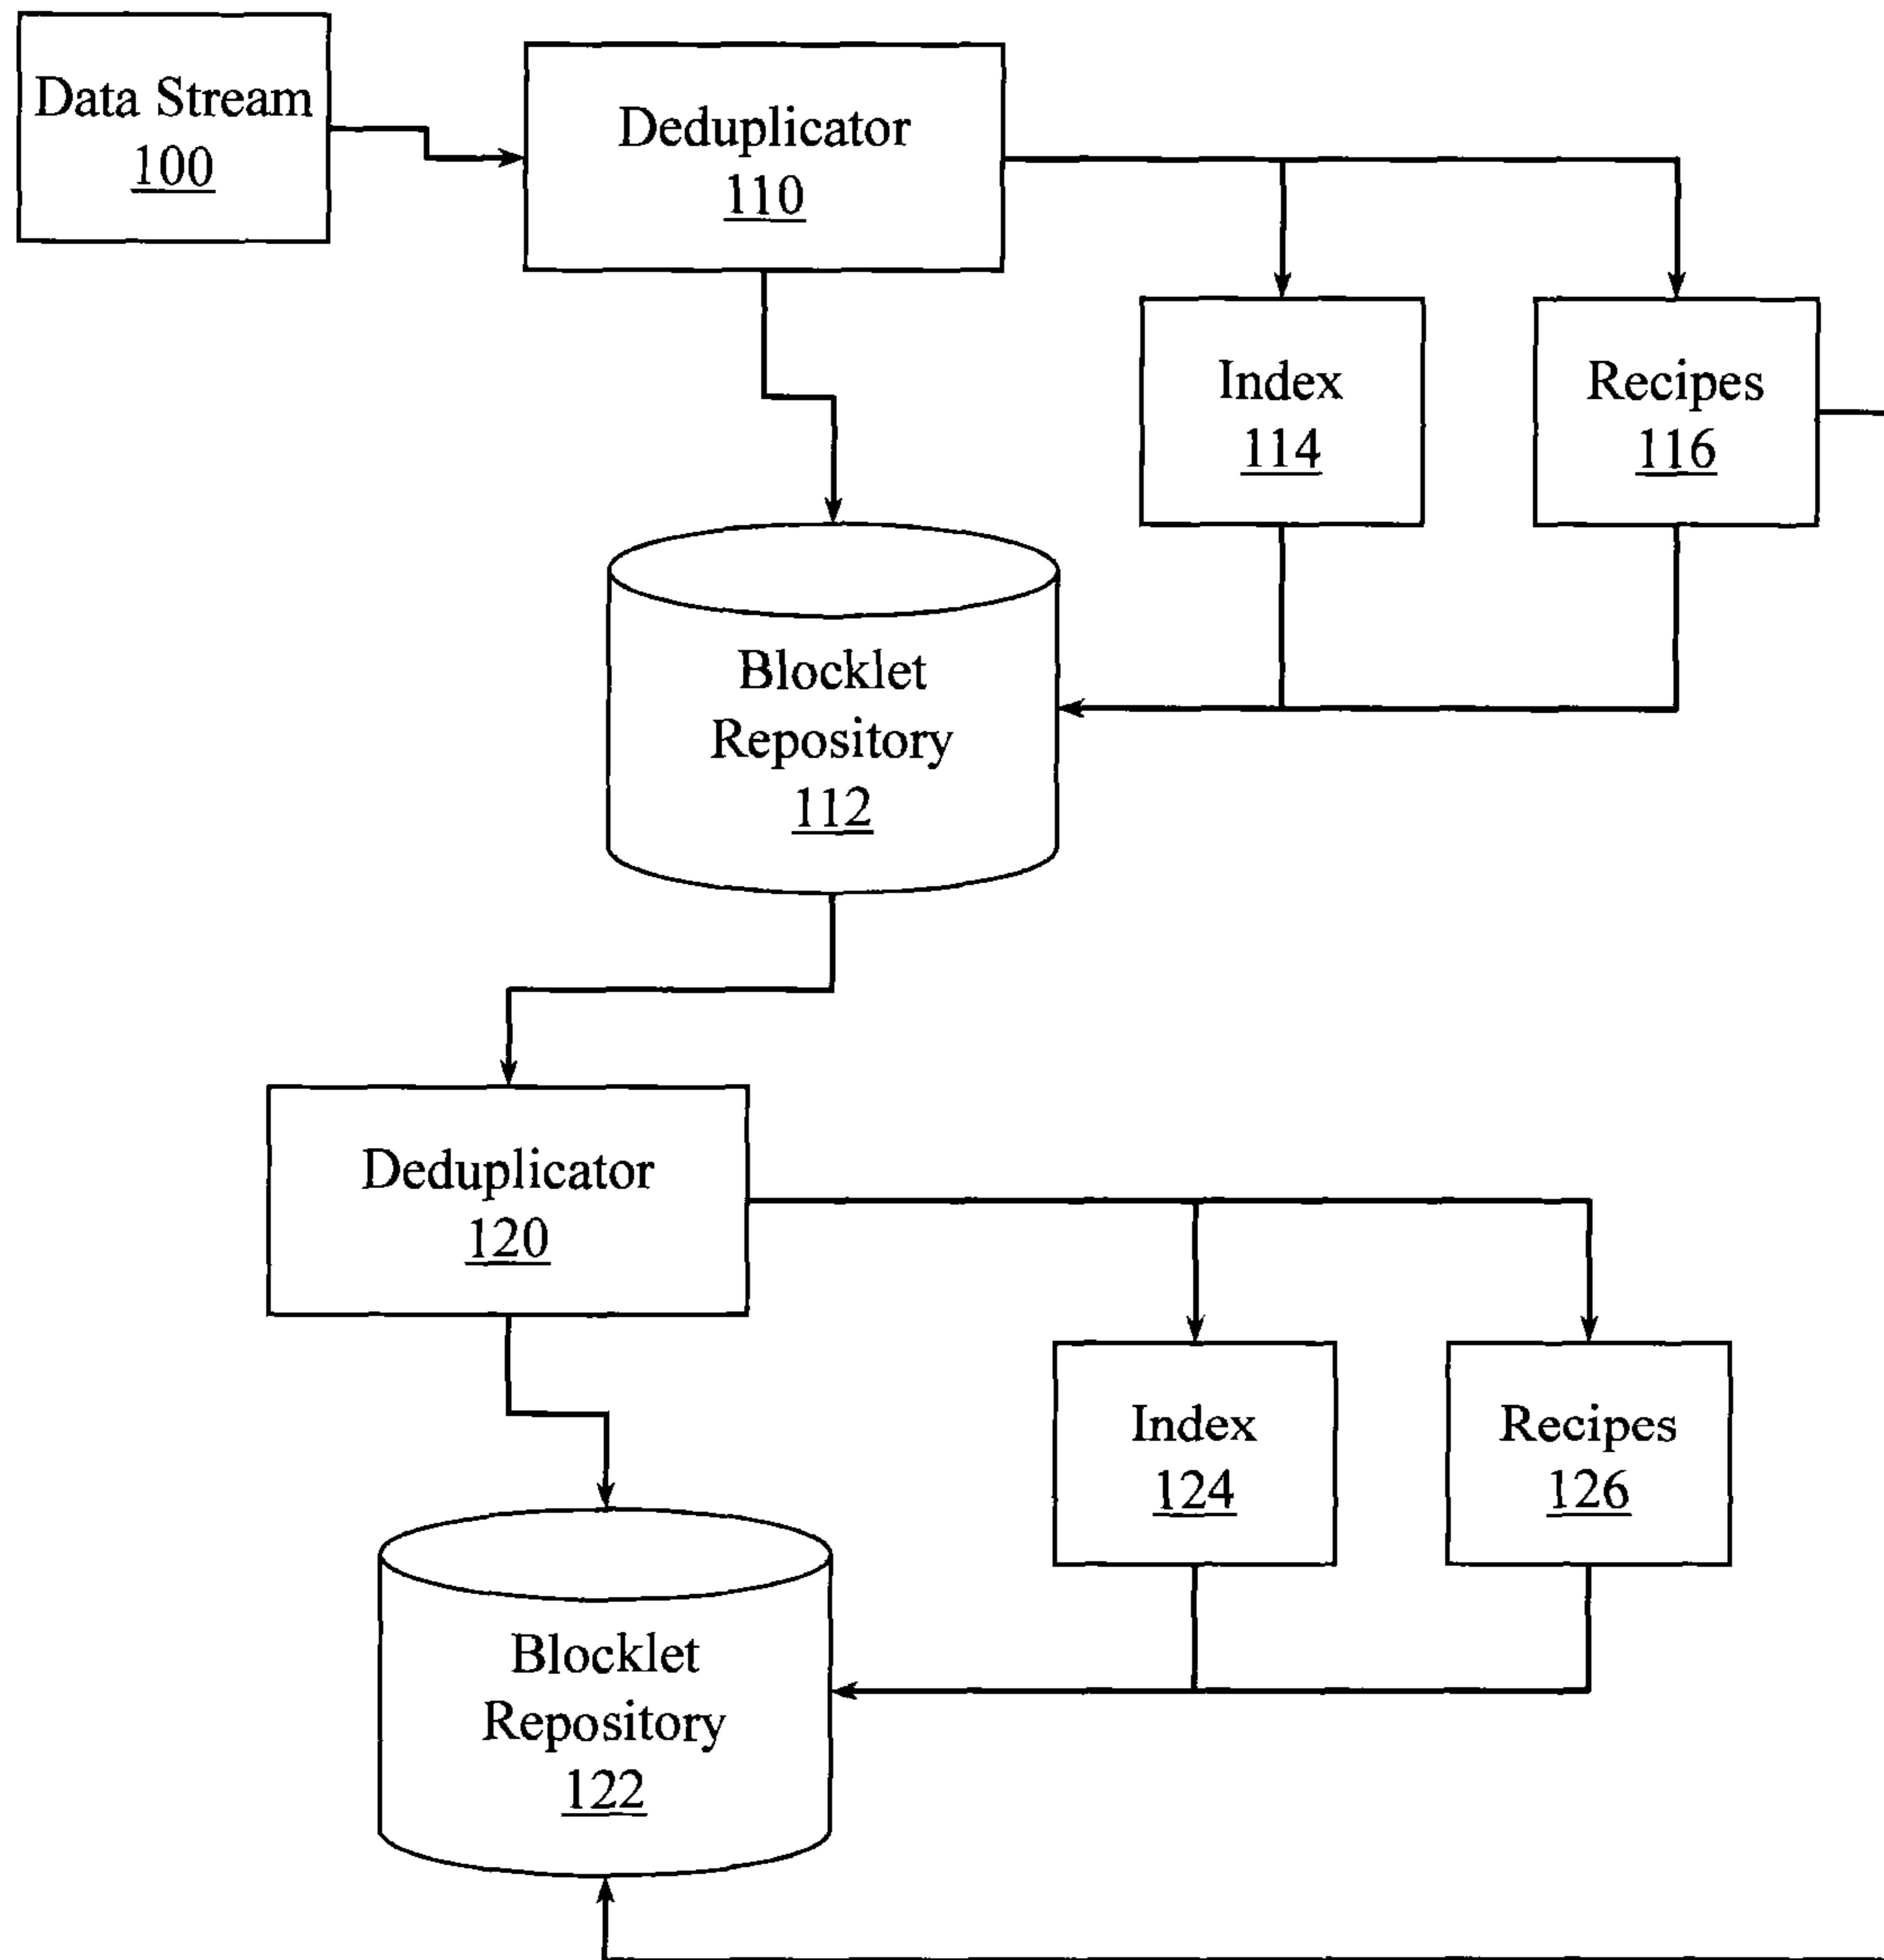 Data Stream
100
Deduplicator
110
Index
114
Recipes
116
Blocklet
Repository
112
Deduplicator
120
Index
124
Recipes
126
Blocklet
Repository
122